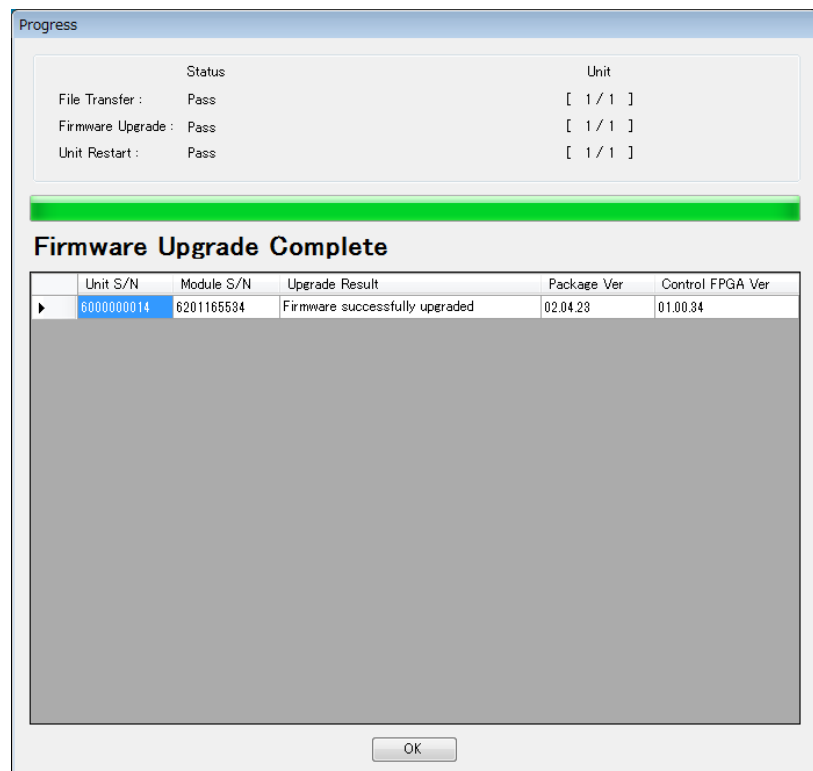 Progress
Status Unit
File Transfer : Pass [ 1 / 1 ]
Firmware Upgrade : Pass [ 1 / 1 ]
Unit Restart : Pass [ 1 / 1 ]
Firmware Upgrade Complete
Unit S/N Module S/N Upgrade Result Package Ver Control FPGA Ver
6000000014 6201165534 Firmware successfully upgraded 02.04.23 01.00.34
OK